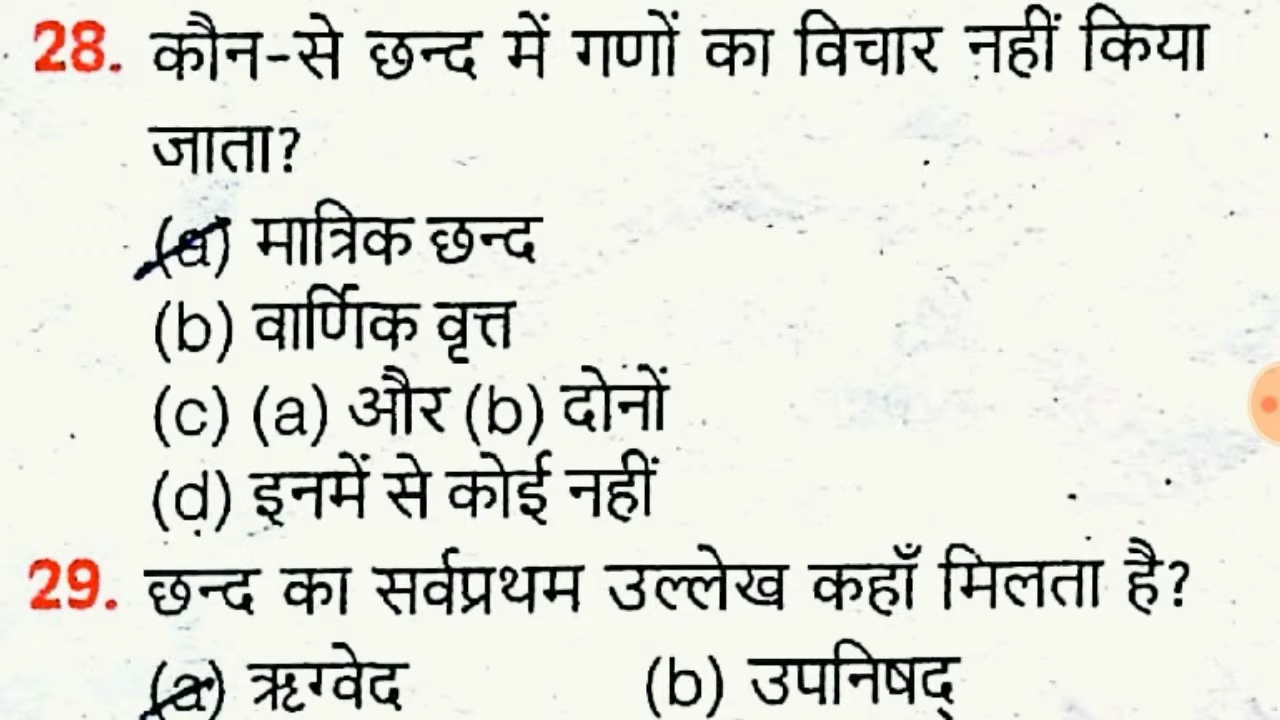 28. कौन-से छन्द में गणों का विचार नहीं किया
जाता?
(a) मात्रिक छन्द
(b) वार्णिक वृत्त
(c) (a) और (b) दोनों
(d) इनमें से कोई नहीं
29. छन्द का सर्वप्रथम उल्लेख कहाँ मिलता है?
(a) ऋग्वेद (b) उपनिषद्